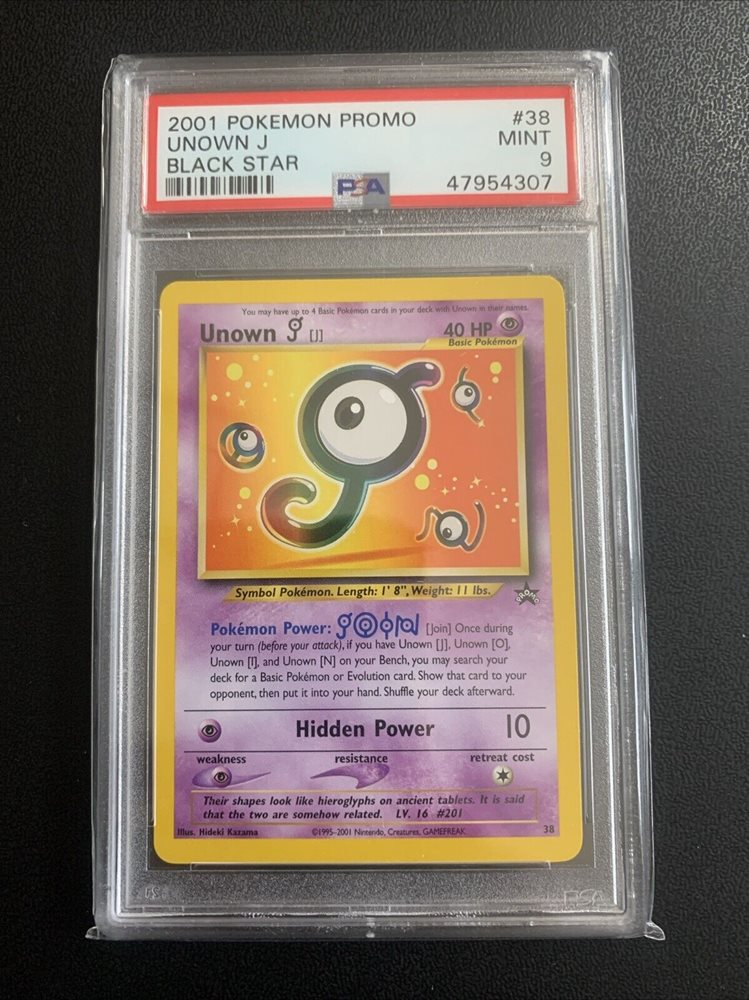 2001 POKEMON PROMO #38
UNOWN J MINT
BLACK STAR 9
PSA 47954307
You may have up to 4 Basic Pokémon cards in your deck with Unown in their names.
Unown J [J] 40 HP
Basic Pokémon
Symbol Pokémon. Length: 1' 8", Weight: 11 lbs.
PROMO
Pokémon Power: JOIN [Join] Once during
your turn (before your attack), if you have Unown [J], Unown [O],
Unown [I], and Unown [N] on your Bench, you may search your
deck for a Basic Pokémon or Evolution card. Show that card to your
opponent, then put it into your hand. Shuffle your deck afterward.
Hidden Power 10
weakness resistance retreat cost
Their shapes look like hieroglyphs on ancient tablets. It is said
that the two are somehow related. LV. 16 #201
Illus. Hideki Kazama ©1995-2001 Nintendo, Creatures, GAMEFREAK 38
PSA